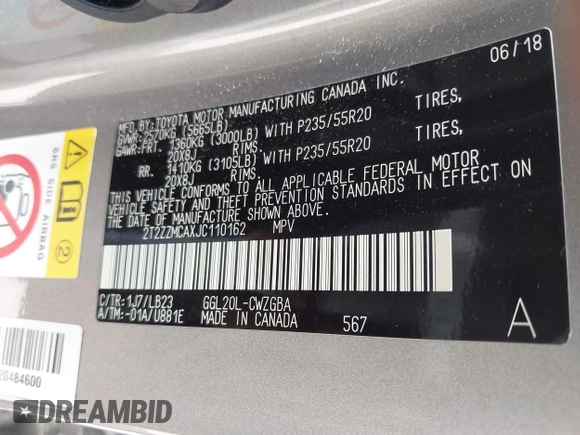 06/18
MFD.BY:TOYOTA MOTOR MANUFACTURING CANADA INC.
GVWR:2570KG (5665LB)
GAWR:FRT. 1360KG (3000LB) WITH P235/55R20 TIRES,
20X8J RIMS.
RR. 1410KG (3105LB) WITH P235/55R20 TIRES,
20X8J RIMS.
THIS VEHICLE CONFORMS TO ALL APPLICABLE FEDERAL MOTOR
VEHICLE SAFETY AND THEFT PREVENTION STANDARDS IN EFFECT ON
THE DATE OF MANUFACTURE SHOWN ABOVE.
2T2ZZMCAXJC110162 MPV
C/TR:1J7/LB23 GGL20L-CWZGBA
A/TM:-01A/U881E MADE IN CANADA 567
A
SRS SIDE AIRBAG
20484600
DREAMBID